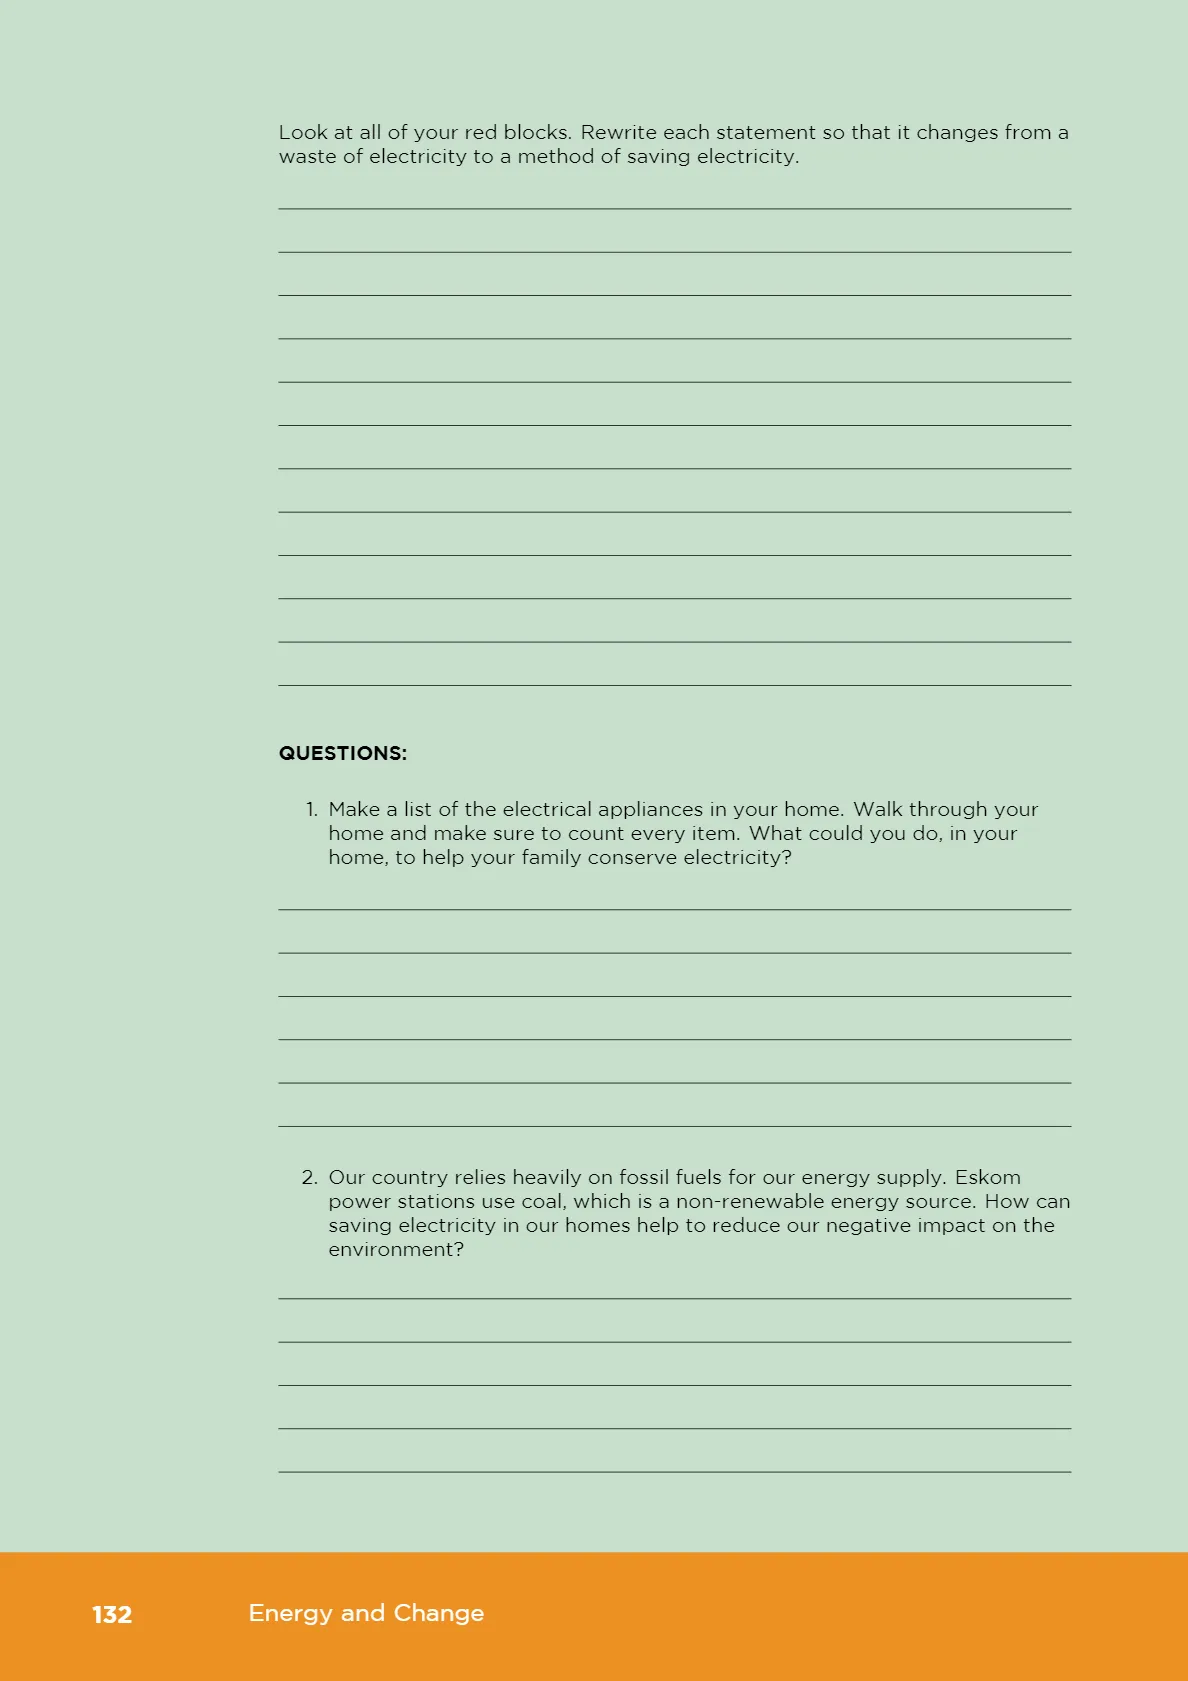 Look at all of your red blocks. Rewrite each statement so that it changes from a
waste of electricity to a method of saving electricity.
QUESTIONS:
1. Make a list of the electrical appliances in your home. Walk through your
home and make sure to count every item. What could you do, in your
home, to help your family conserve electricity?
2. Our country relies heavily on fossil fuels for our energy supply. Eskom
power stations use coal, which is a non-renewable energy source. How can
saving electricity in our homes help to reduce our negative impact on the
environment?
132 Energy and Change